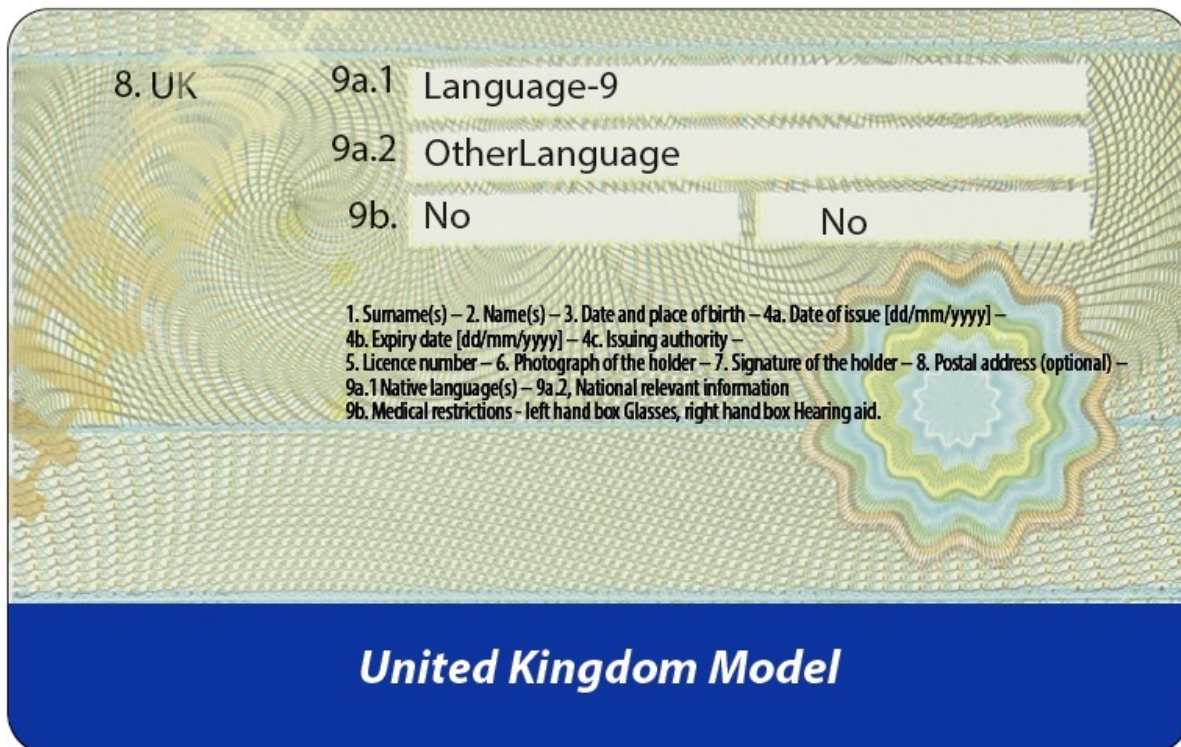 8. UK
9a.1 Language-9
9a.2 OtherLanguage
9b. No No
1. Surname(s) – 2. Name(s) – 3. Date and place of birth – 4a. Date of issue [dd/mm/yyyy] –
4b. Expiry date [dd/mm/yyyy] – 4c. Issuing authority –
5. Licence number – 6. Photograph of the holder – 7. Signature of the holder – 8. Postal address (optional) –
9a.1 Native language(s) – 9a.2, National relevant information
9b. Medical restrictions - left hand box Glasses, right hand box Hearing aid.
United Kingdom Model